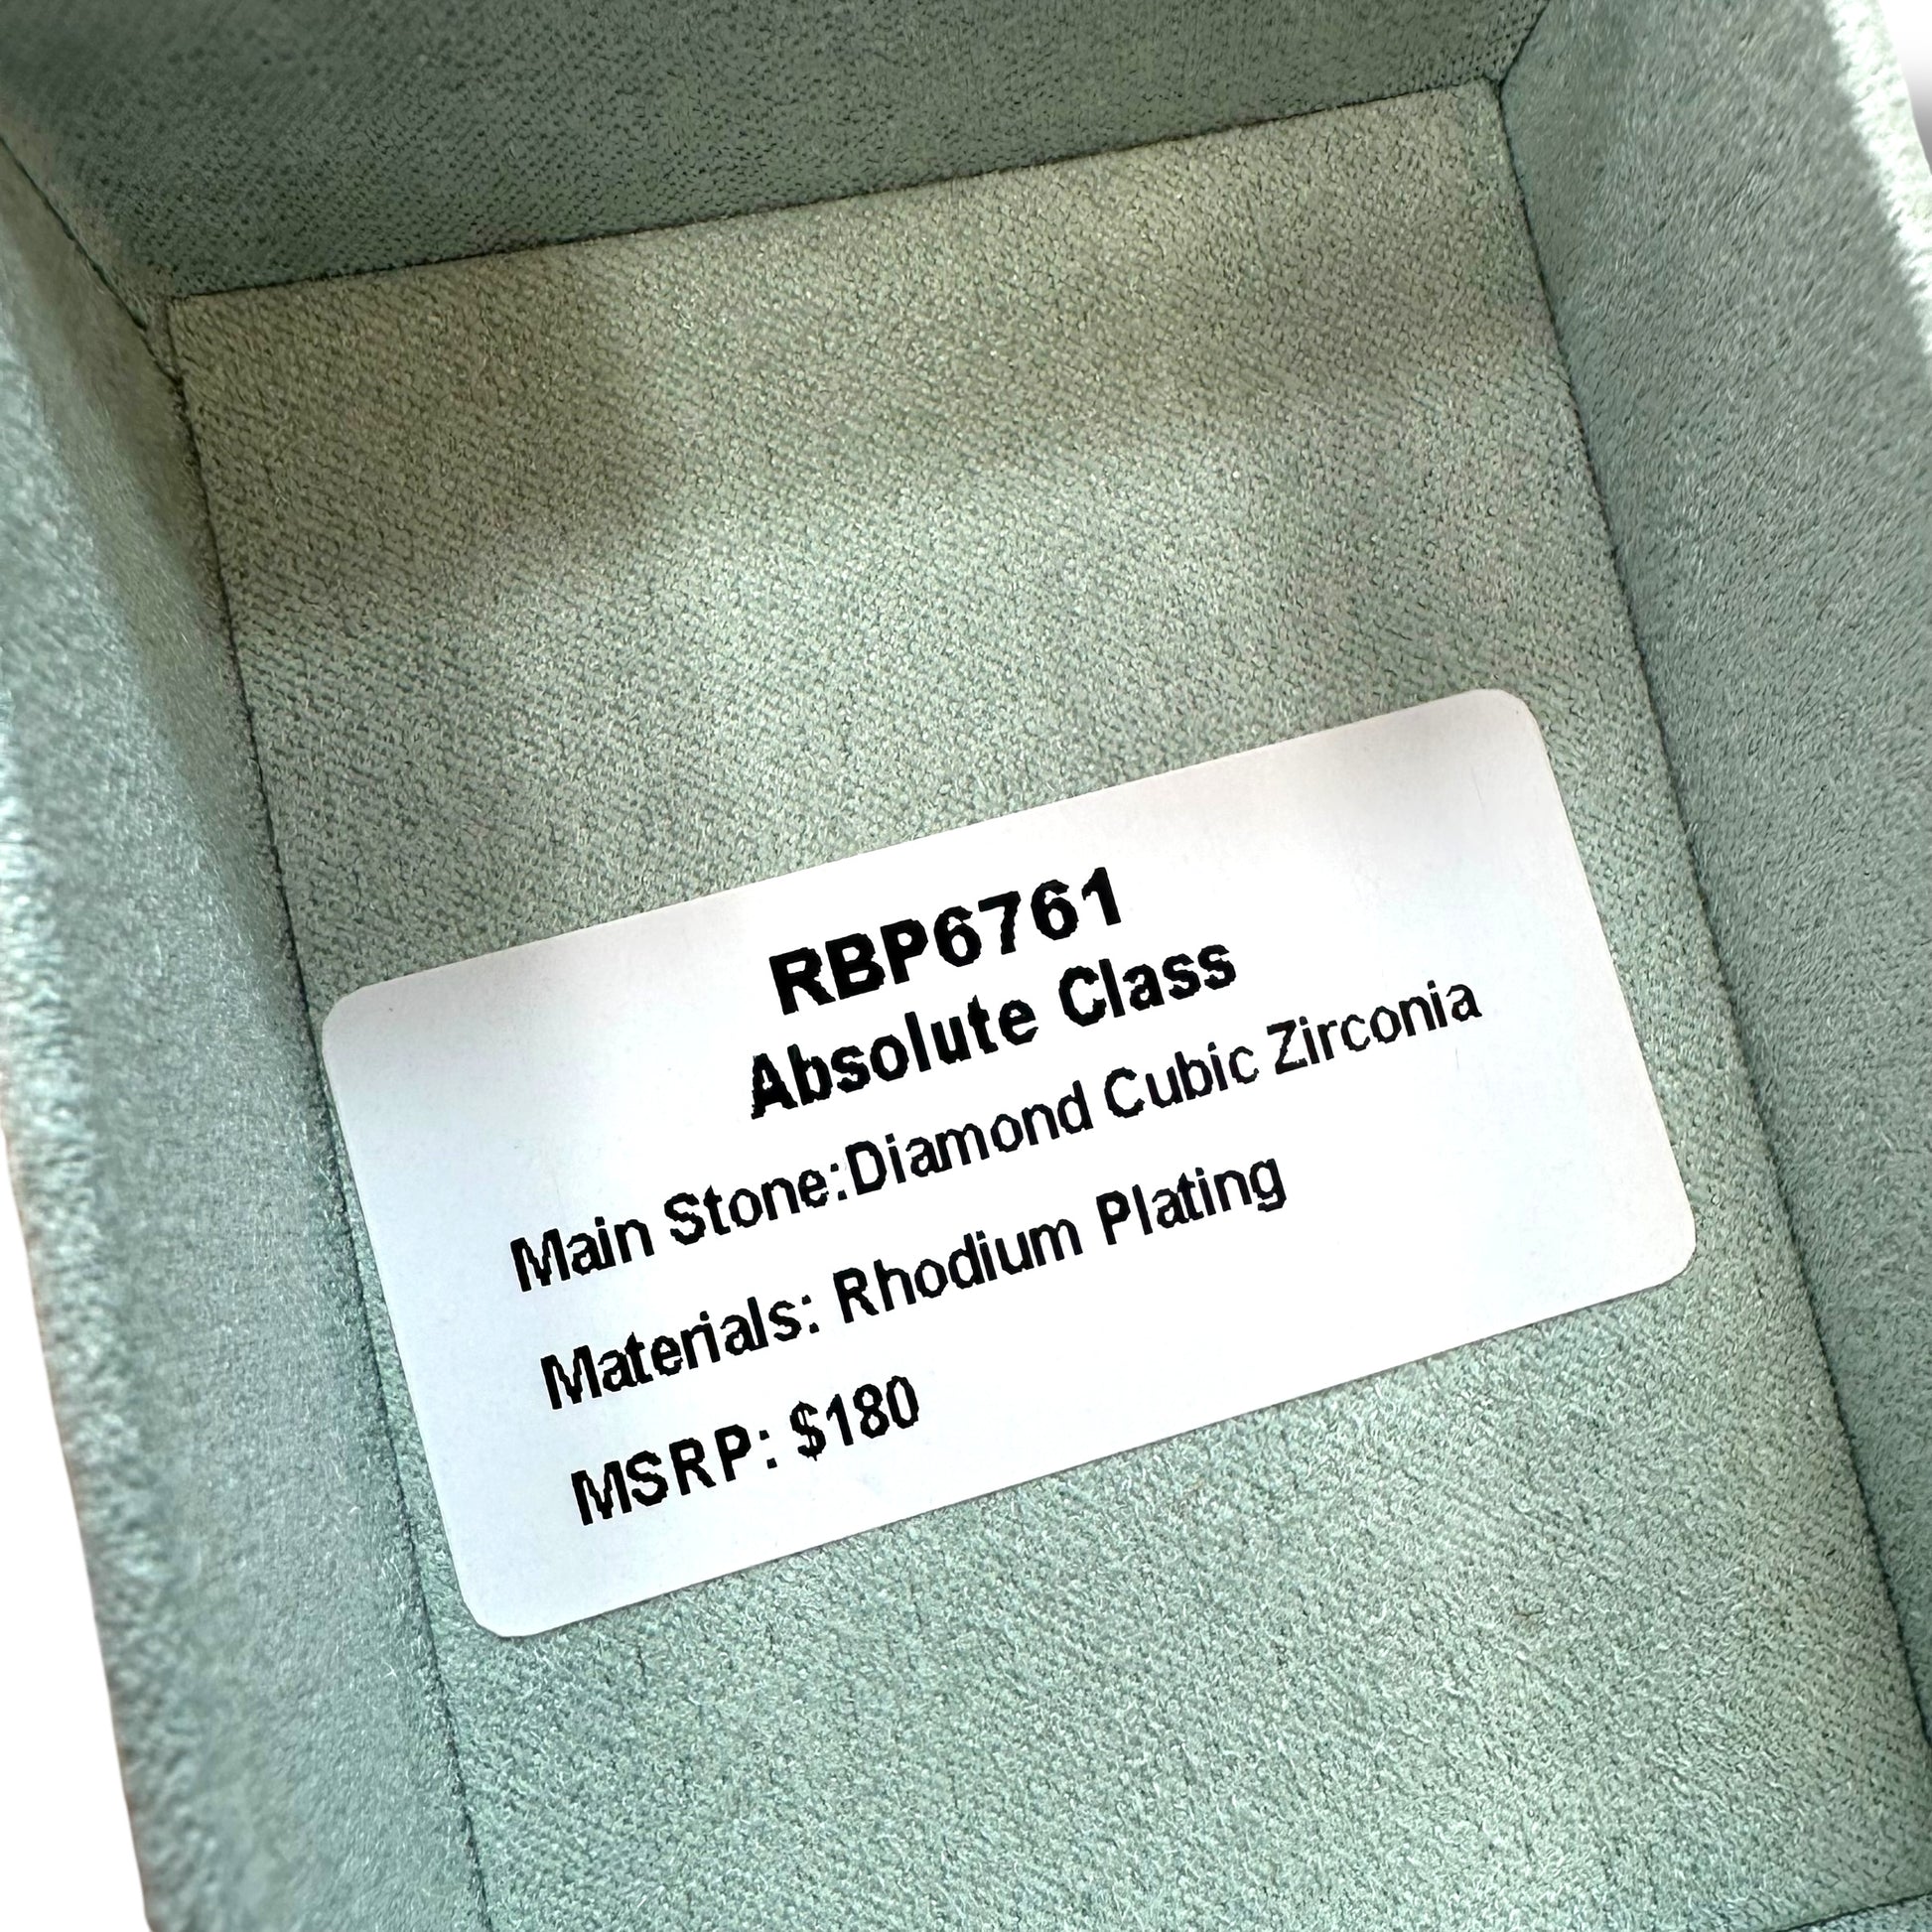 RBP6761
Absolute Class
Main Stone:Diamond Cubic Zirconia
Materials: Rhodium Plating
MSRP: $180